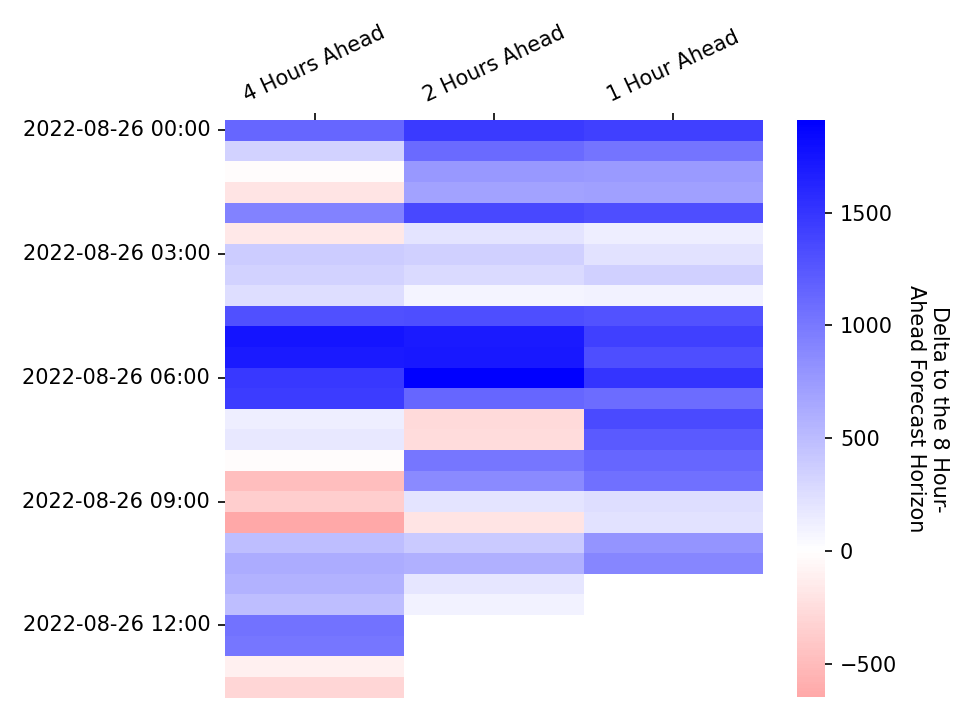 4 Hours Ahead
2 Hours Ahead
1 Hour Ahead
2022-08-26 00:00
2022-08-26 03:00
2022-08-26 06:00
2022-08-26 09:00
2022-08-26 12:00
1500
1000
500
0
−500
Delta to the 8 Hour-
Ahead Forecast Horizon